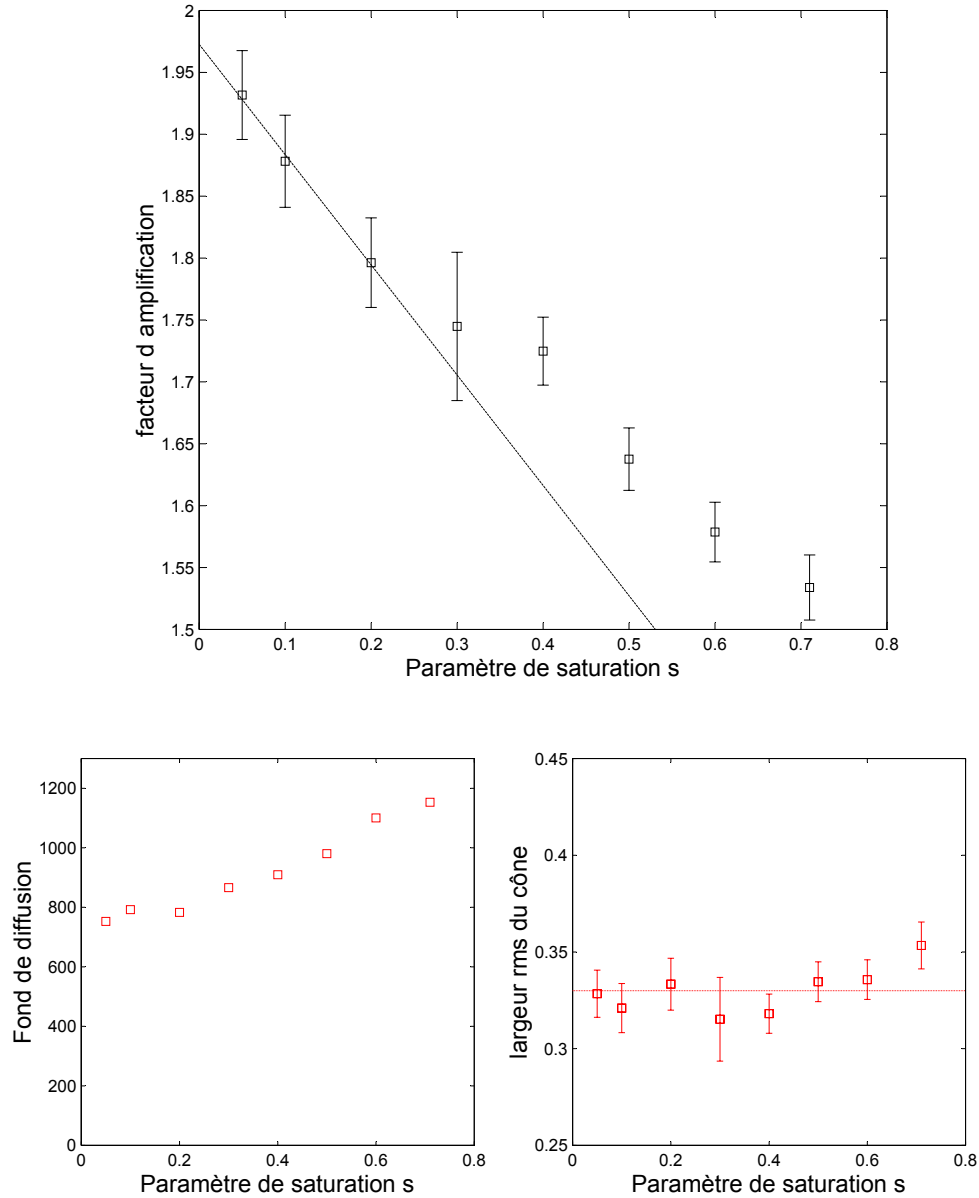 2
1.95
1.9
1.85
1.8
1.75
1.7
1.65
1.6
1.55
1.5
facteur d amplification
0 0.1 0.2 0.3 0.4 0.5 0.6 0.7 0.8
Paramètre de saturation s
1200
1000
800
600
400
200
0
Fond de diffusion
0 0.2 0.4 0.6 0.8
Paramètre de saturation s
0.45
0.4
0.35
0.3
0.25
largeur rms du cône
0 0.2 0.4 0.6 0.8
Paramètre de saturation s